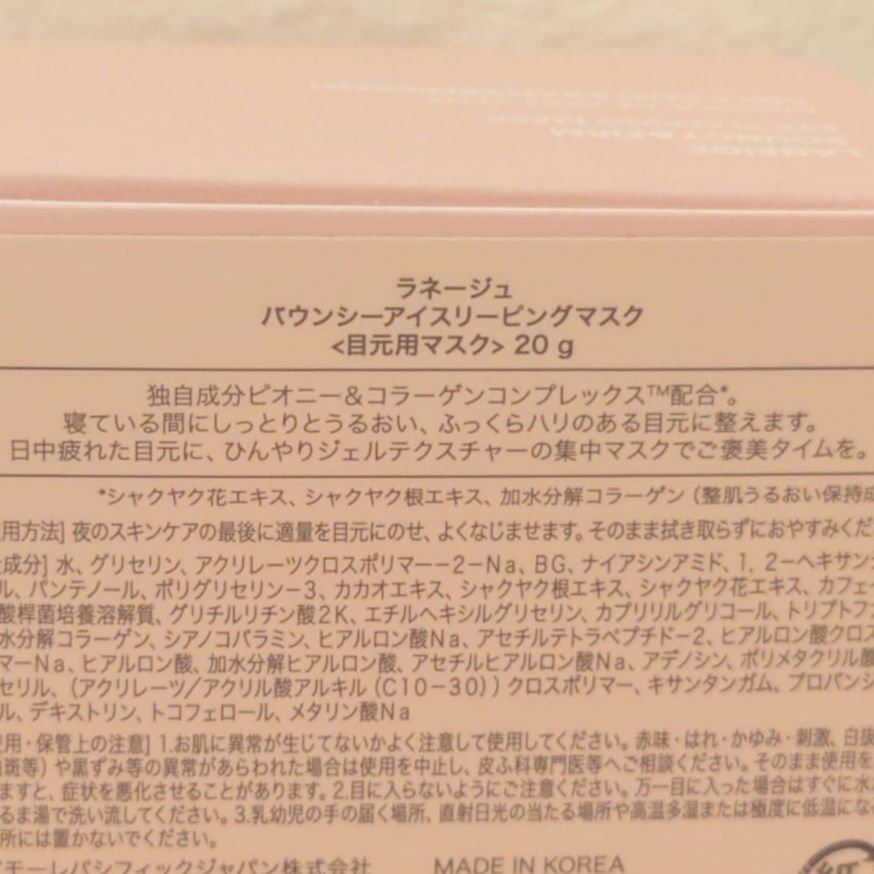 LANEIGE
BOUNCY & FIRM
EYE SLEEPING MASK
ラネージュ
バウンシーアイスリーピングマスク
<目元用マスク> 20 g
独自成分ピオニー&コラーゲンコンプレックス™配合*。
寝ている間にしっとりとうるおい、ふっくらハリのある目元に整えます。
日中疲れた目元に、ひんやりジェルテクスチャーの集中マスクでご褒美タイムを。
*シャクヤク花エキス、シャクヤク根エキス、加水分解コラーゲン (整肌うるおい保持成
用方法] 夜のスキンケアの最後に適量を目元にのせ、よくなじませます。そのまま拭き取らずにおやすみくだ
成分] 水、グリセリン、アクリレーツクロスポリマー－2－Na、BG、ナイアシンアミド、1, 2－ヘキサン
ル、パンテノール、ポリグリセリン－3、カカオエキス、シャクヤク根エキス、シャクヤク花エキス、カフェ
酸桿菌培養溶解質、グリチルリチン酸2K、エチルヘキシルグリセリン、カプリリルグリコール、トリプトフ
水分解コラーゲン、シアノコバラミン、ヒアルロン酸Na、アセチルテトラペプチド－2、ヒアルロン酸クロス
マーNa、ヒアルロン酸、加水分解ヒアルロン酸、アセチルヒアルロン酸Na、アデノシン、ポリメタクリル酸
セリル、(アクリレーツ／アクリル酸アルキル (C10－30)) クロスポリマー、キサンタンガム、プロパンジ
ル、デキストリン、トコフェロール、メタリン酸Na
使用・保管上の注意] 1.お肌に異常が生じてないかよく注意して使用してください。赤味・はれ・かゆみ・刺激、白抜
白斑等) や黒ずみ等の異常があらわれた場合は使用を中止し、皮ふ科専門医等へご相談ください。そのまま使用を
ますと、症状を悪化させることがあります。2.目に入らないようにご注意ください。万一目に入った場合はすぐに水
るま湯で洗い流してください。3.乳幼児の手の届く場所、直射日光の当たる場所や高温多湿または極度に低温にな
所には置かないでください。
アモーレパシフィックジャパン株式会社 MADE IN KOREA
紙